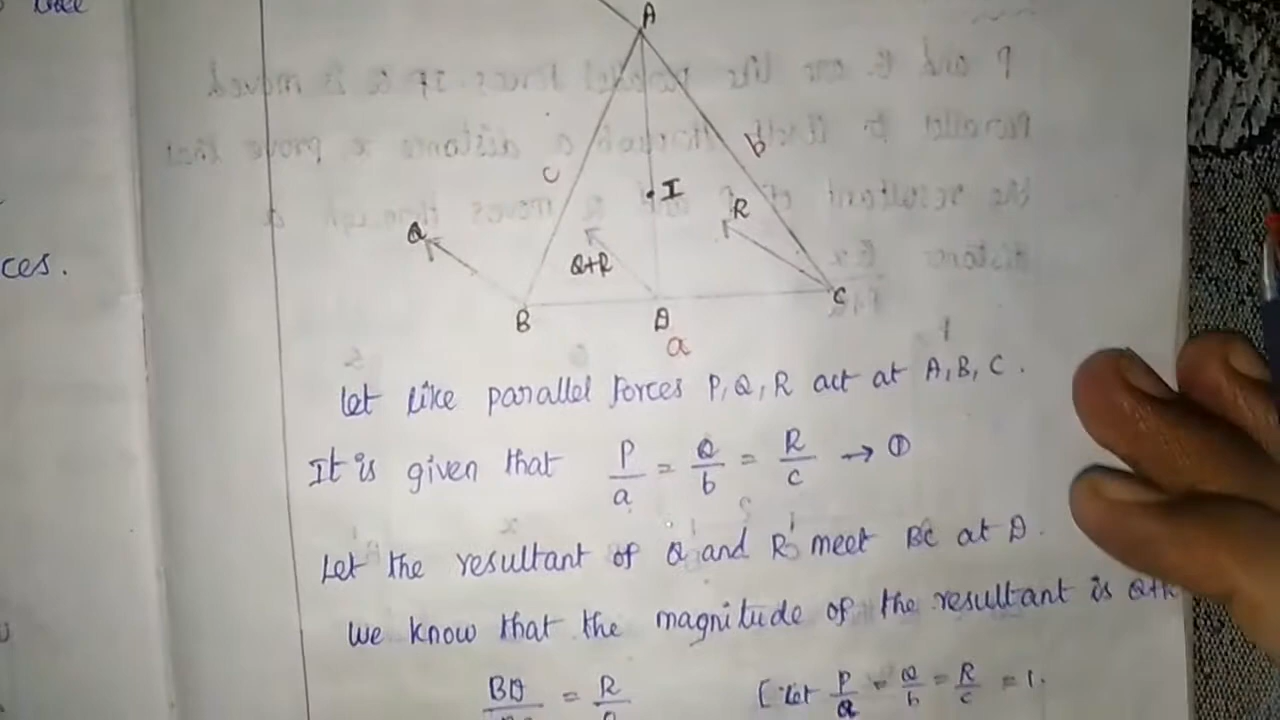 A
c
b
I
Q
Q+R
R
B
D
C
a
Let like parallel forces P, Q, R act at A, B, C.
It is given that P/a = Q/b = R/c → ①
Let the resultant of Q and R meet BC at D.
We know that the magnitude of the resultant is Q+R
BD = R
[Let P/a = Q/b = R/c = 1.
ces.